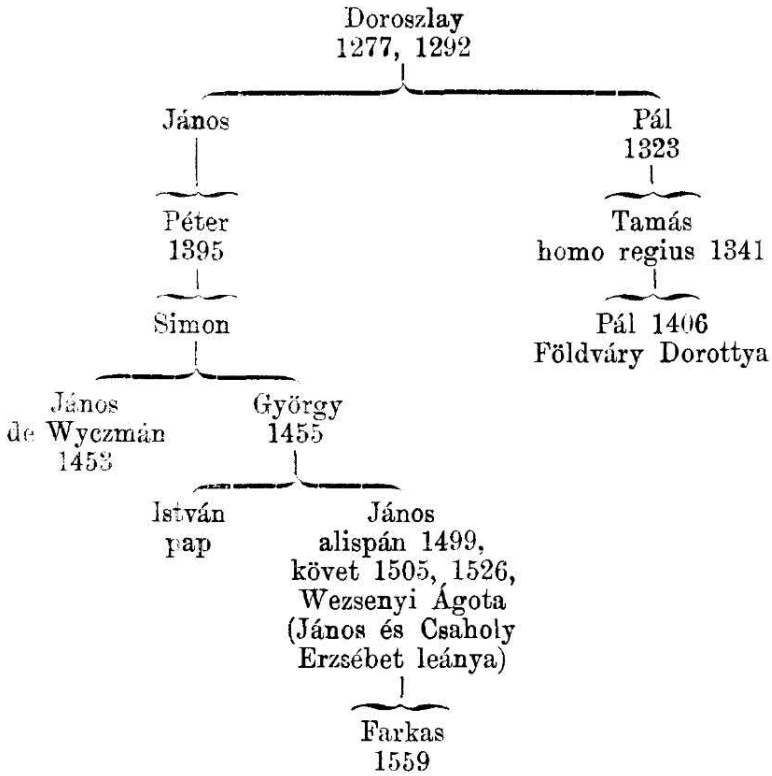 Doroszlay
1277, 1292
János
Pál
1323
Péter
1395
Tamás
homo regius 1341
Simon
Pál 1406
Földváry Dorottya
János
de Wyczmán
1453
György
1455
István
pap
János
alispán 1499,
követ 1505, 1526,
Wezsenyi Ágota
(János és Csaholy
Erzsébet leánya)
Farkas
1559